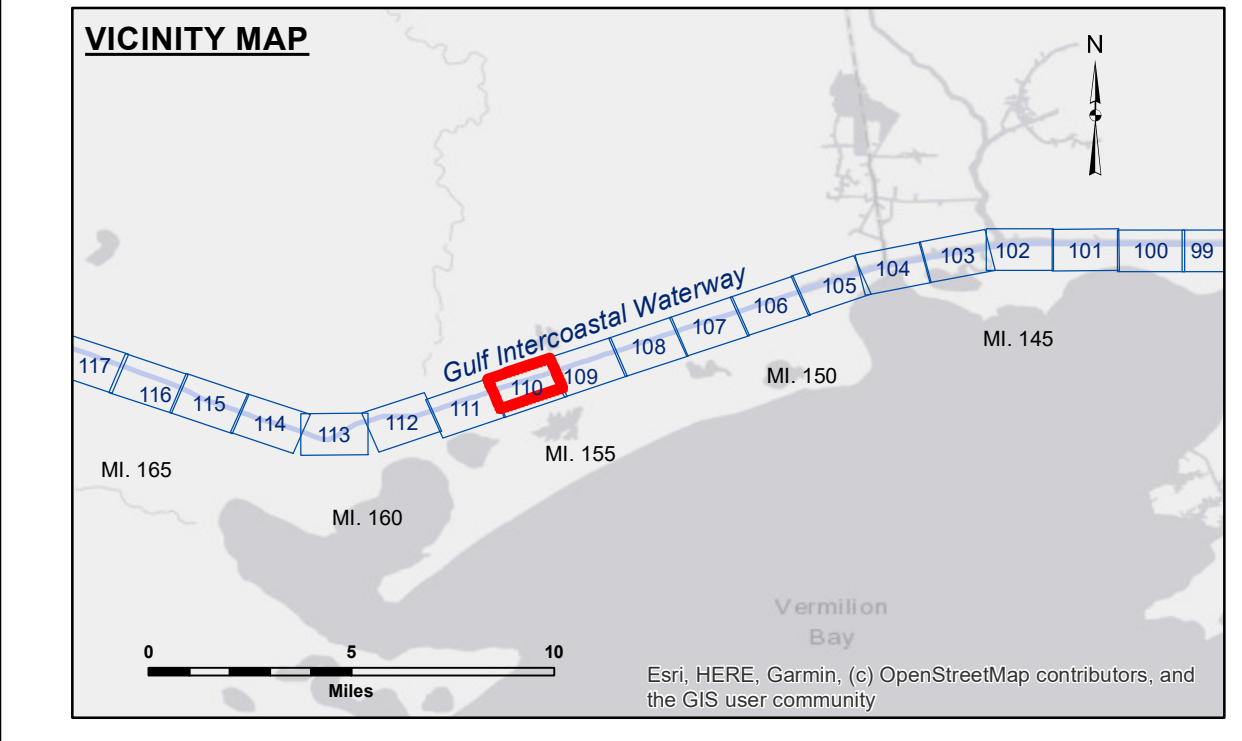 VICINITY MAP
N
Gulf Intercoastal Waterway
117
116
115
114
113
112
111
110
109
108
107
106
105
104
103
102
101
100
99
MI. 145
MI. 150
MI. 155
MI. 160
MI. 165
Vermilion
Bay
0 5 10
Miles
Esri, HERE, Garmin, (c) OpenStreetMap contributors, and
the GIS user community